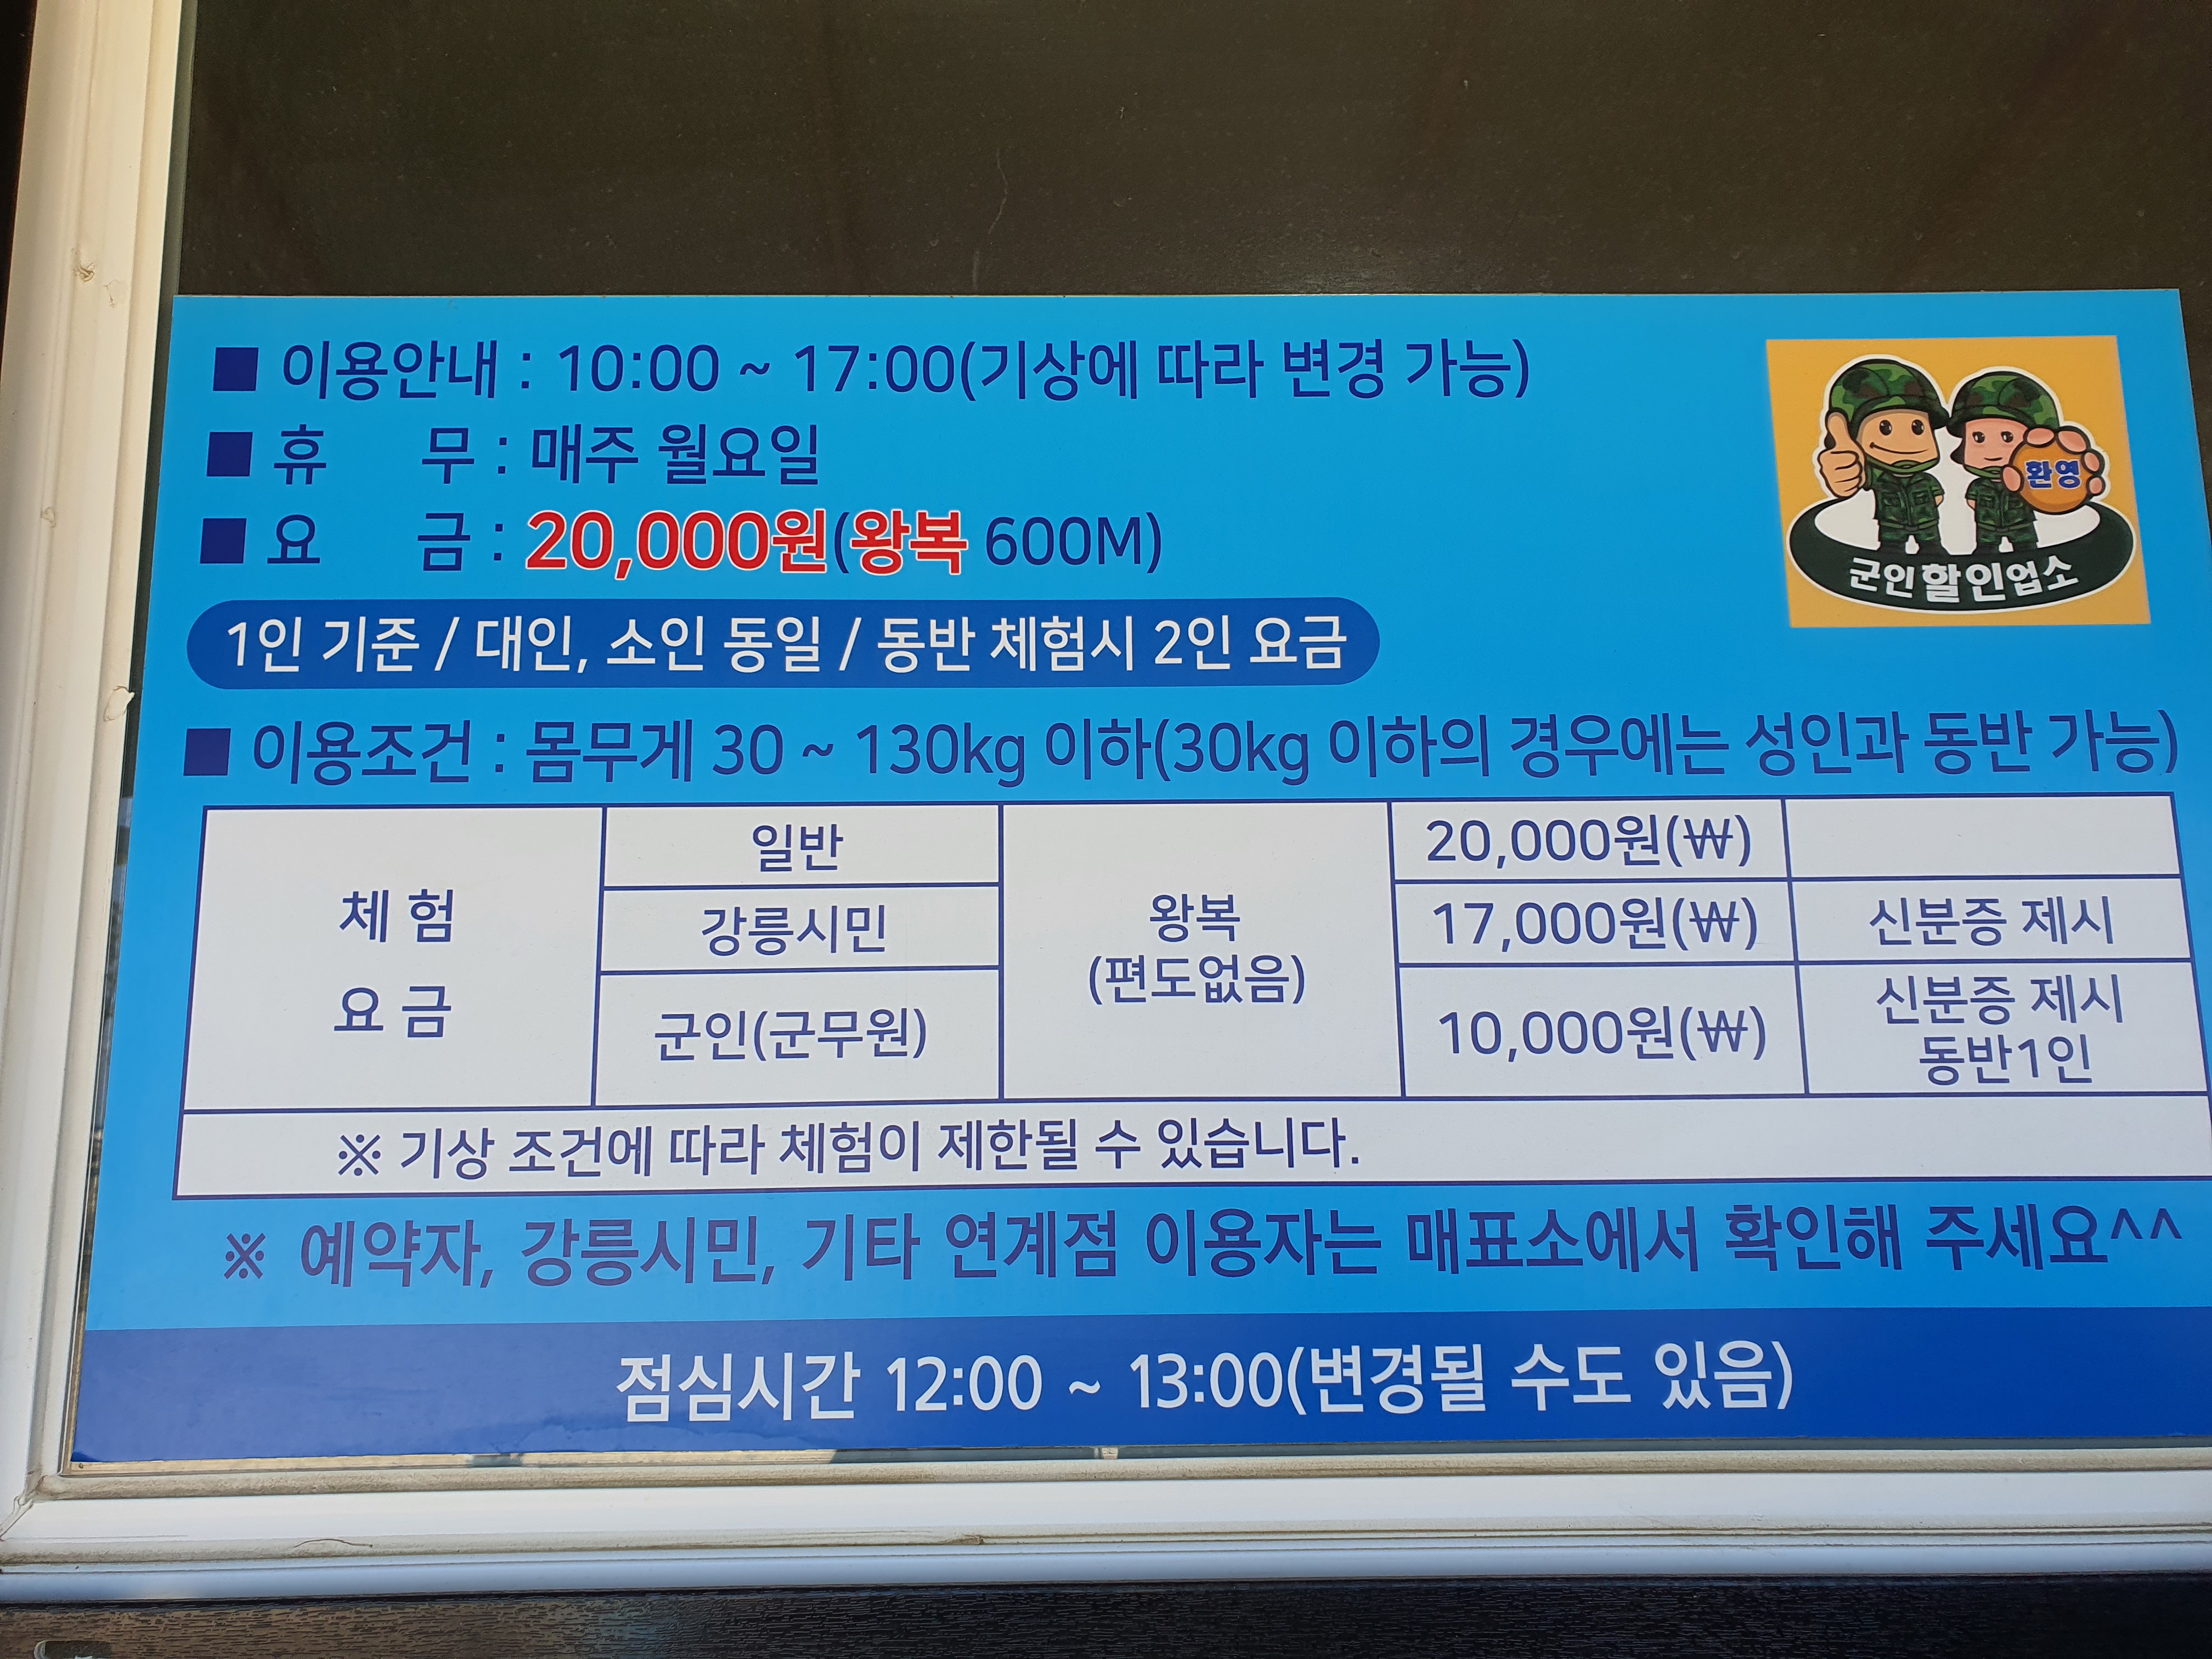 ■ 이용안내 : 10:00 ~ 17:00(기상에 따라 변경 가능)
■ 휴 무 : 매주 월요일
■ 요 금 : 20,000원(왕복 600M)
환영
군인할인업소
1인 기준 / 대인, 소인 동일 / 동반 체험시 2인 요금
■ 이용조건 : 몸무게 30 ~ 130kg 이하(30kg 이하의 경우에는 성인과 동반 가능)
체 험
요 금
일반
강릉시민
군인(군무원)
왕복
(편도없음)
20,000원(₩)
17,000원(₩)
신분증 제시
10,000원(₩)
신분증 제시
동반1인
※ 기상 조건에 따라 체험이 제한될 수 있습니다.
※ 예약자, 강릉시민, 기타 연계점 이용자는 매표소에서 확인해 주세요^^
점심시간 12:00 ~ 13:00(변경될 수도 있음)